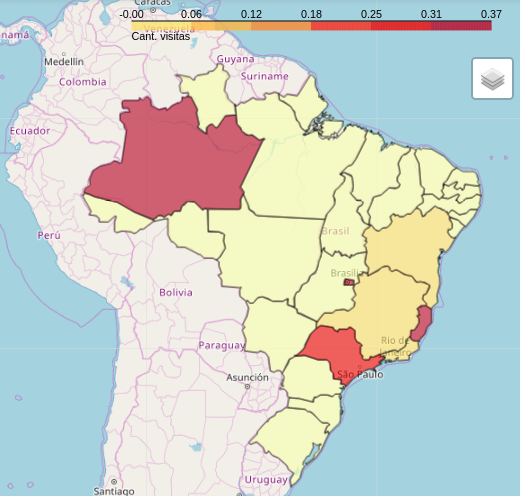 Caracas
-0.00 0.06 0.12 0.18 0.25 0.31 0.37
Cant. visitas
Venezuela
namá
Medellín
Guyana
Suriname
Colombia
Ecuador
Perú
Brasil
Brasília
Bolivia
Paraguay
Rio de
Janeiro
São Paulo
Asunción
Uruguay
Santiago